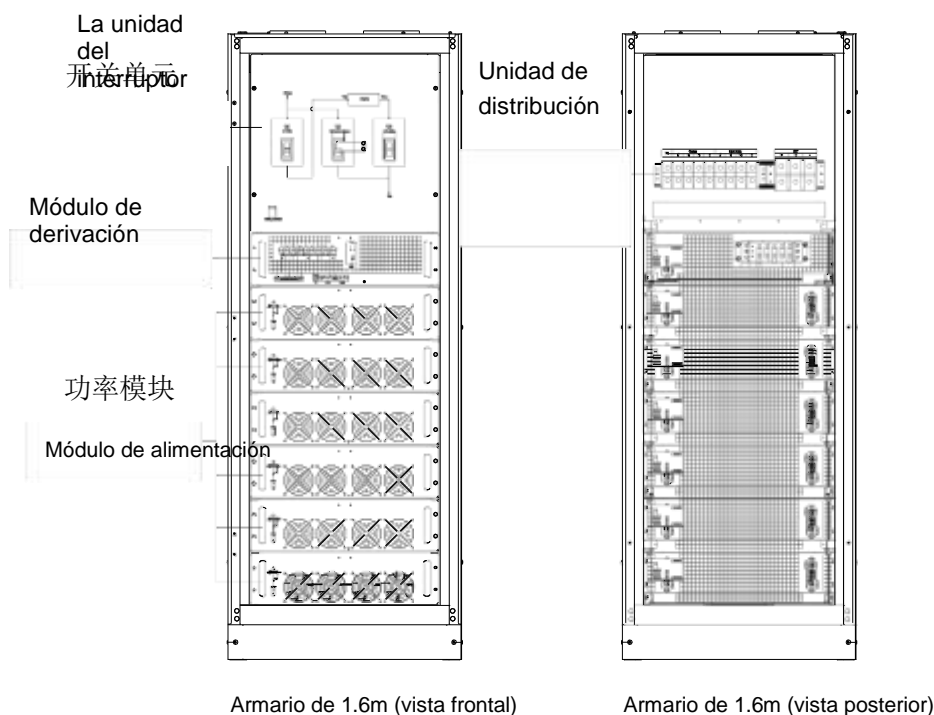 La unidad
del
interruptor
开关单元
Unidad de
distribución
Módulo de
derivación
功率模块
Módulo de alimentación
Armario de 1.6m (vista frontal)
Armario de 1.6m (vista posterior)